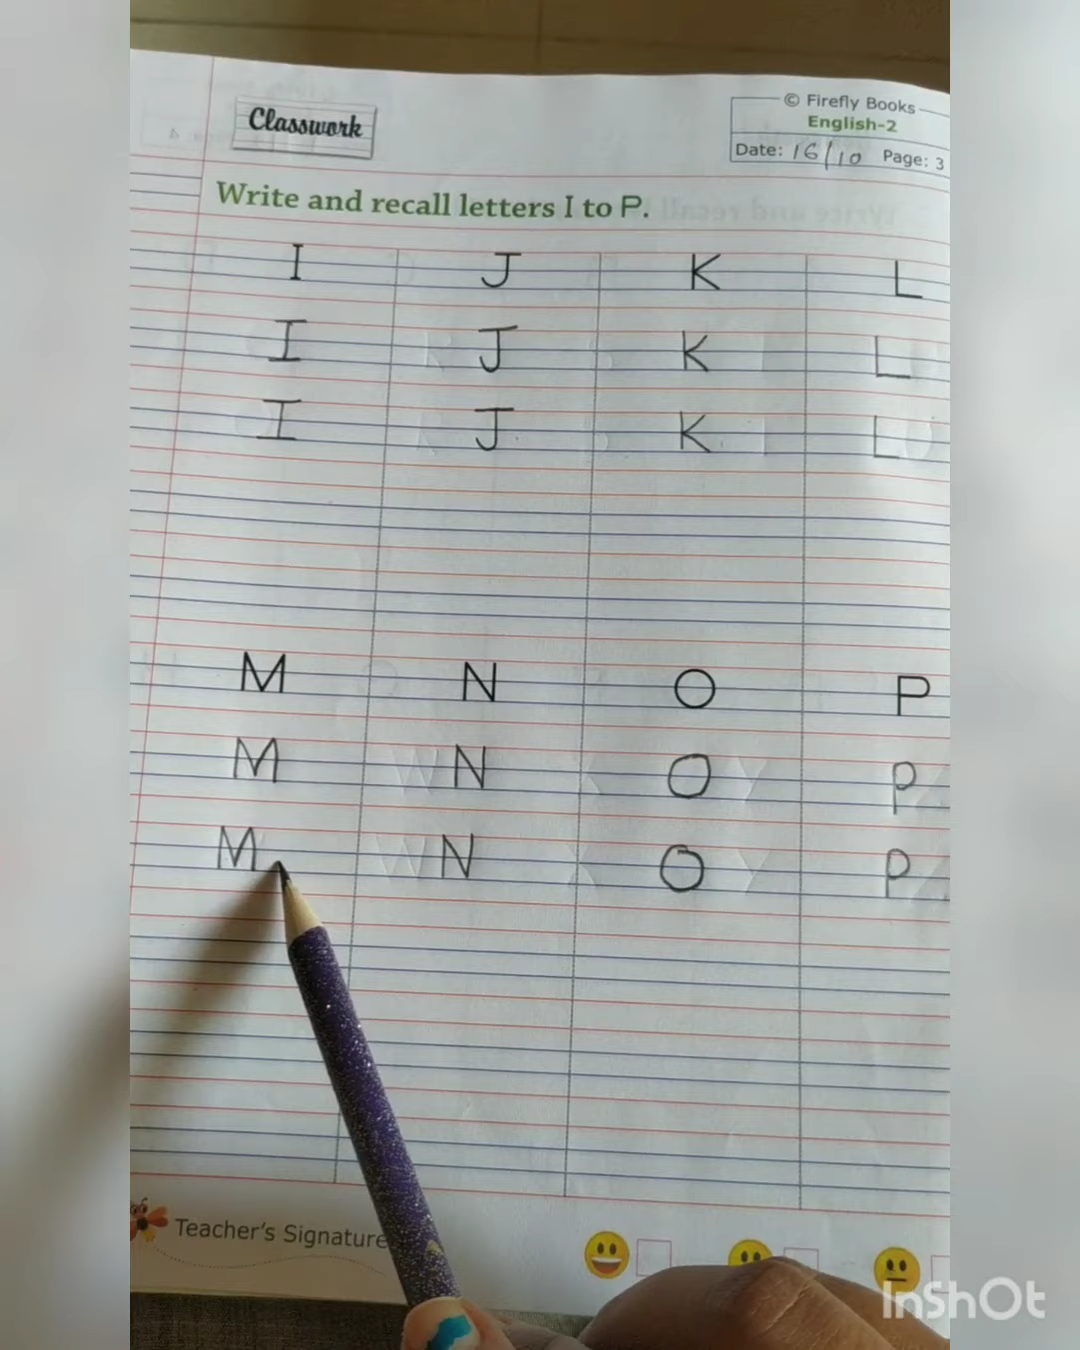 Classwork
© Firefly Books
English-2
Date: 16/10 Page: 3
Write and recall letters I to P.
I J K L
I J K L
I J K L
M N O P
M N O P
M N O P
Teacher's Signature
InShOt